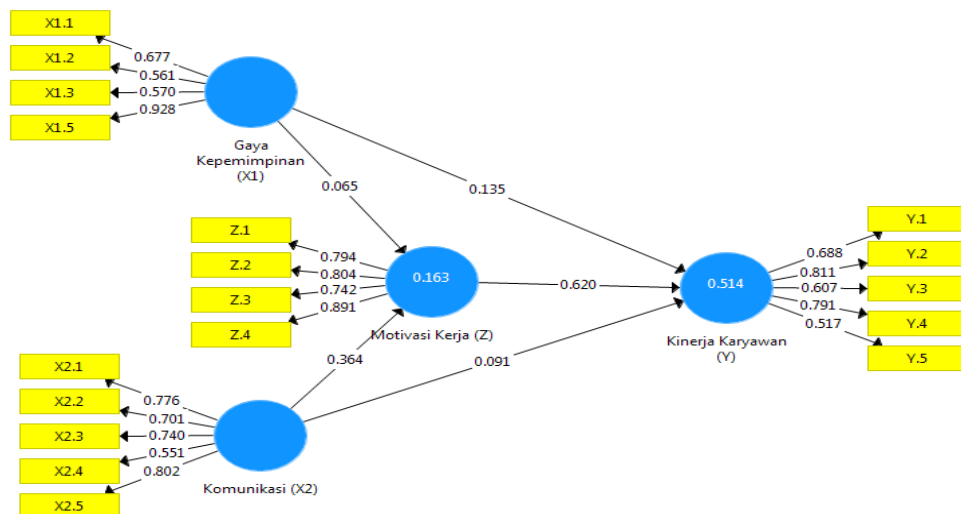 X1.1
X1.2
X1.3
X1.5
0.677
0.561
0.570
0.928
Gaya
Kepemimpinan
(X1)
0.065
0.135
Z.1
Z.2
Z.3
Z.4
0.794
0.804
0.742
0.891
0.163
Motivasi Kerja (Z)
0.620
0.514
Kinerja Karyawan
(Y)
0.688
0.811
0.607
0.791
0.517
Y.1
Y.2
Y.3
Y.4
Y.5
0.364
0.091
X2.1
X2.2
X2.3
X2.4
X2.5
0.776
0.701
0.740
0.551
0.802
Komunikasi (X2)